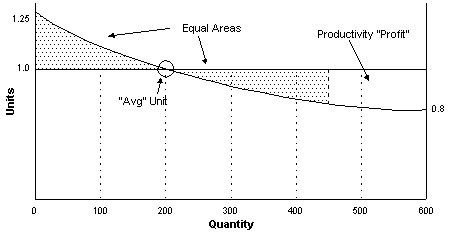 1.25
Equal Areas
Productivity "Profit"
1.0
"Avg" Unit
Units
0.8
0 100 200 300 400 500 600
Quantity